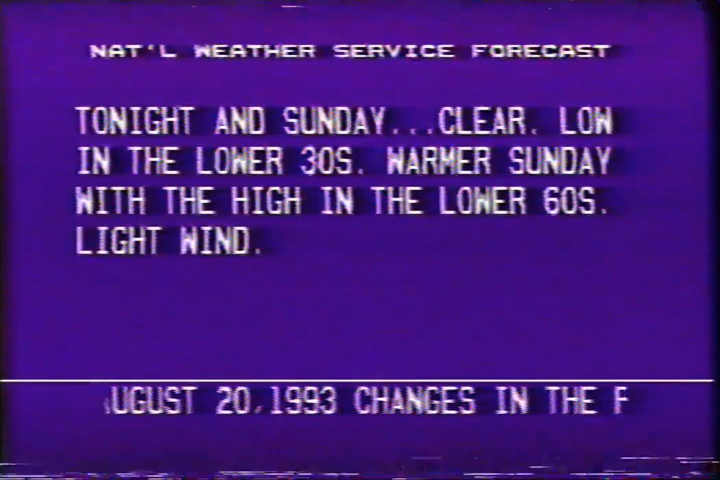 NAT'L WEATHER SERVICE FORECAST
TONIGHT AND SUNDAY...CLEAR. LOW
IN THE LOWER 30S. WARMER SUNDAY
WITH THE HIGH IN THE LOWER 60S.
LIGHT WIND.
AUGUST 20,1993 CHANGES IN THE F